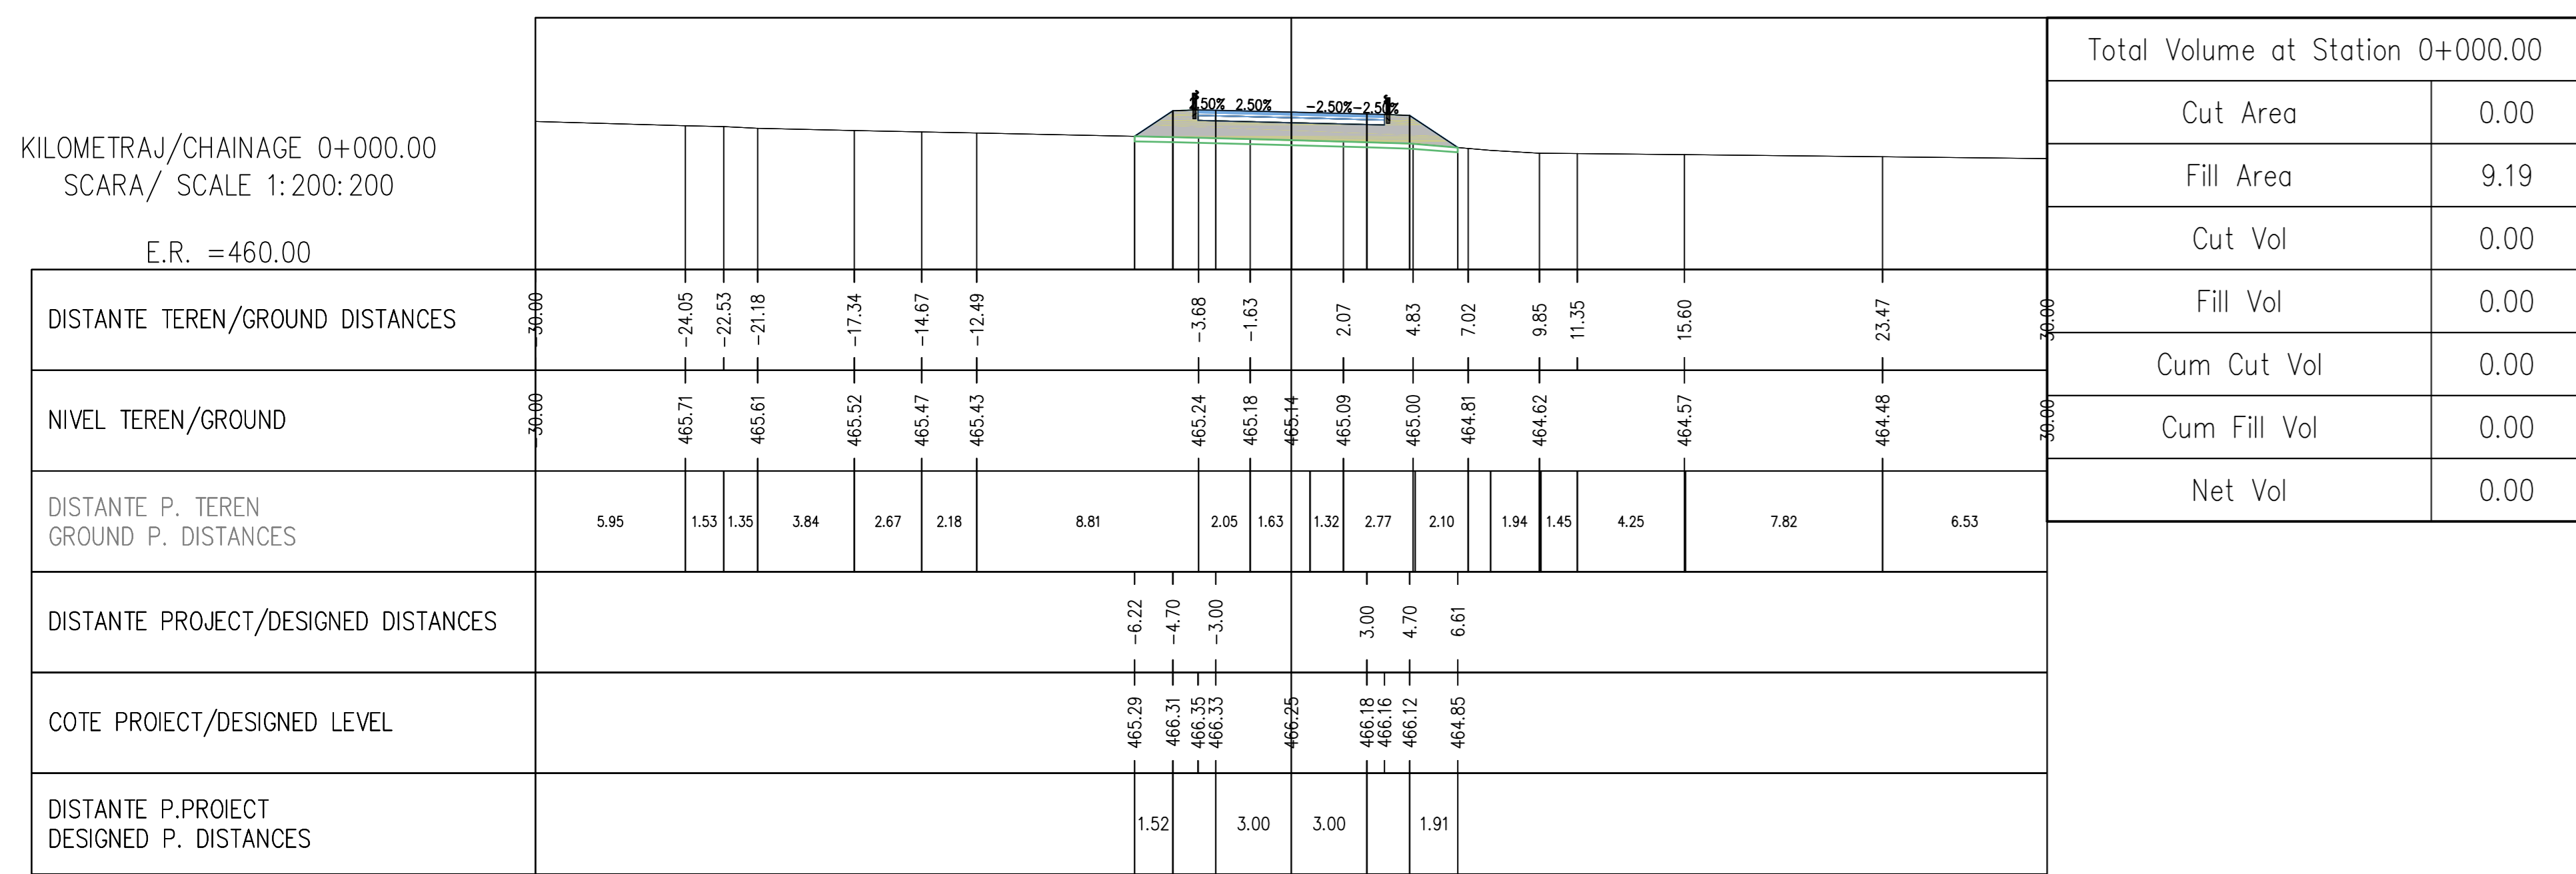 Total Volume at Station 0+000.00
Cut Area 0.00
Fill Area 9.19
Cut Vol 0.00
Fill Vol 0.00
Cum Cut Vol 0.00
Cum Fill Vol 0.00
Net Vol 0.00
2.50% -2.50% -2.50%
KILOMETRAJ/CHAINAGE 0+000.00
SCARA/ SCALE 1:200:200
E.R. =460.00
DISTANTE TEREN/GROUND DISTANCES
-30.00 -24.05 -22.53 -21.18 -17.34 -14.67 -12.49 -3.68 -1.63 2.07 4.83 7.02 9.85 11.35 15.60 23.47 30.00
NIVEL TEREN/GROUND
-30.00 465.71 465.61 465.52 465.47 465.43 465.24 465.18 465.14 465.09 465.00 464.81 464.62 464.57 464.48 30.00
DISTANTE P. TEREN
GROUND P. DISTANCES
5.95 1.53 1.35 3.84 2.67 2.18 8.81 2.05 1.63 1.32 2.77 2.10 1.94 1.45 4.25 7.82 6.53
DISTANTE PROJECT/DESIGNED DISTANCES
-6.22 -4.70 -3.00 3.00 4.70 6.61
COTE PROIECT/DESIGNED LEVEL
465.29 466.31 466.35 466.33 466.25 466.18 466.16 466.12 464.85
DISTANTE P.PROIECT
DESIGNED P. DISTANCES
1.52 3.00 3.00 1.91